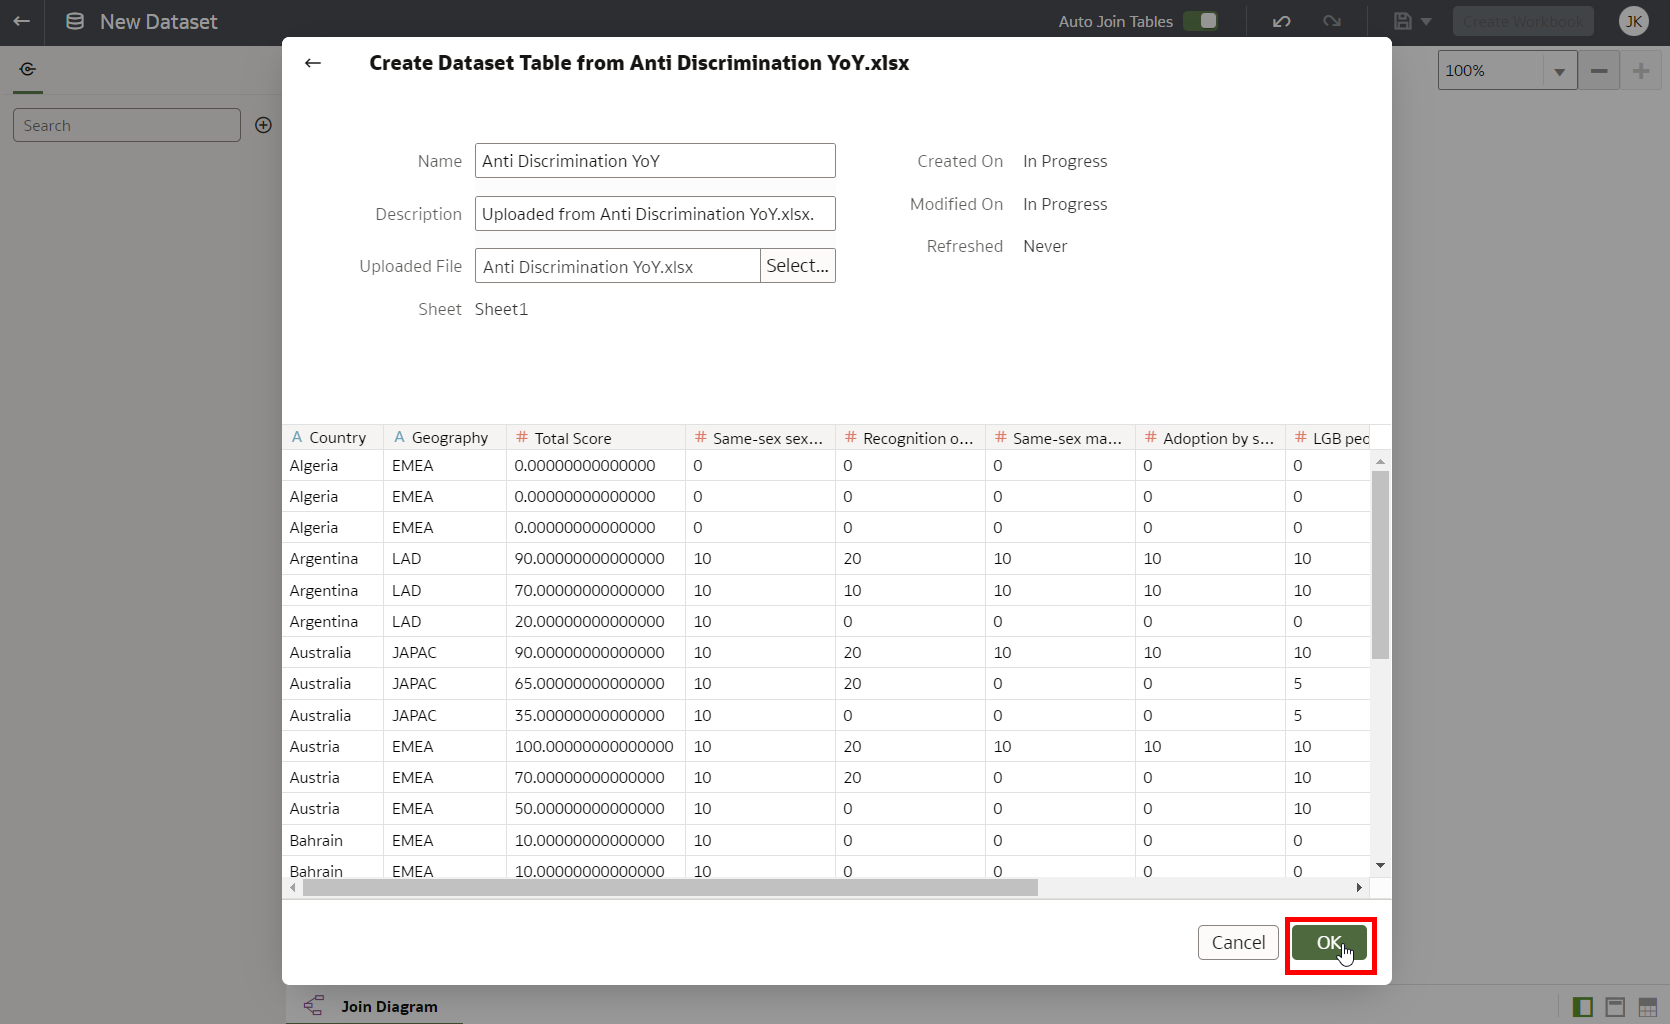 New Dataset
Auto Join Tables
Create Workbook
JK
Create Dataset Table from Anti Discrimination YoY.xlsx
100%
Search
Name Anti Discrimination YoY Created On In Progress
Description Uploaded from Anti Discrimination YoY.xlsx. Modified On In Progress
Uploaded File Anti Discrimination YoY.xlsx Select... Refreshed Never
Sheet Sheet1
A Country A Geography # Total Score # Same-sex sex... # Recognition o... # Same-sex ma... # Adoption by s... # LGB peo
Algeria EMEA 0.00000000000000 0 0 0 0 0
Algeria EMEA 0.00000000000000 0 0 0 0 0
Algeria EMEA 0.00000000000000 0 0 0 0 0
Argentina LAD 90.00000000000000 10 20 10 10 10
Argentina LAD 70.00000000000000 10 10 10 10 10
Argentina LAD 20.00000000000000 10 0 0 0 0
Australia JAPAC 90.00000000000000 10 20 10 10 10
Australia JAPAC 65.00000000000000 10 20 0 0 5
Australia JAPAC 35.00000000000000 10 0 0 0 5
Austria EMEA 100.00000000000000 10 20 10 10 10
Austria EMEA 70.00000000000000 10 20 0 0 10
Austria EMEA 50.00000000000000 10 0 0 0 10
Bahrain EMEA 10.00000000000000 10 0 0 0 0
Bahrain EMEA 10.00000000000000 10 0 0 0 0
Cancel OK
Join Diagram